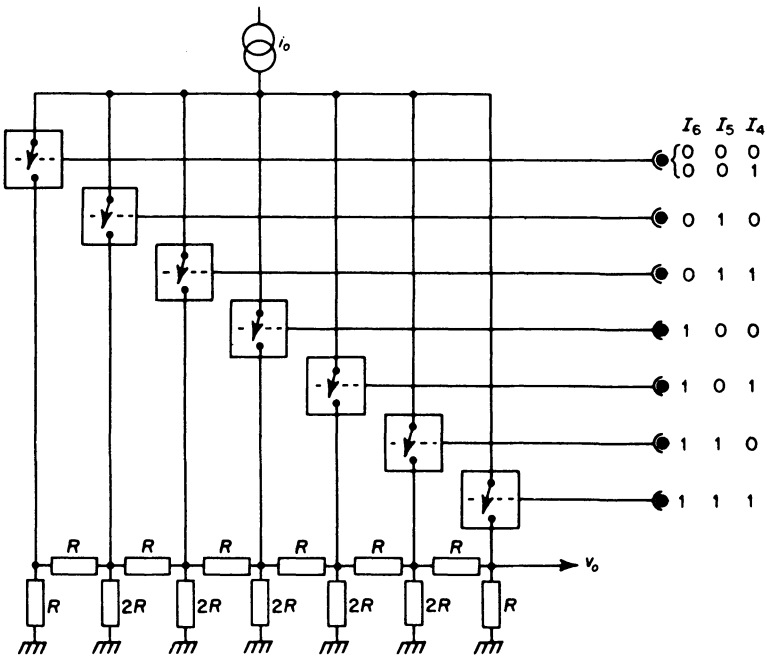 i₀
I₆ I₅ I₄
0 0 0
0 0 1
0 1 0
0 1 1
1 0 0
1 0 1
1 1 0
1 1 1
R R R R R R
v₀
R 2R 2R 2R 2R 2R R